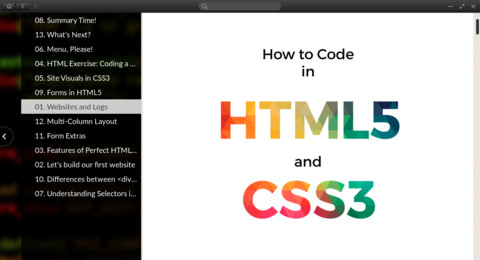 08. Summary Time!
13. What's Next?
06. Menu, Please!
04. HTML Exercise: Coding a ...
05. Site Visuals in CSS3
09. Forms in HTML5
01. Websites and Logs
12. Multi-Column Layout
11. Form Extras
03. Features of Perfect HTML...
02. Let's build our first website
10. Differences between <div...
07. Understanding Selectors i...
How to Code
in
HTML5
and
CSS3